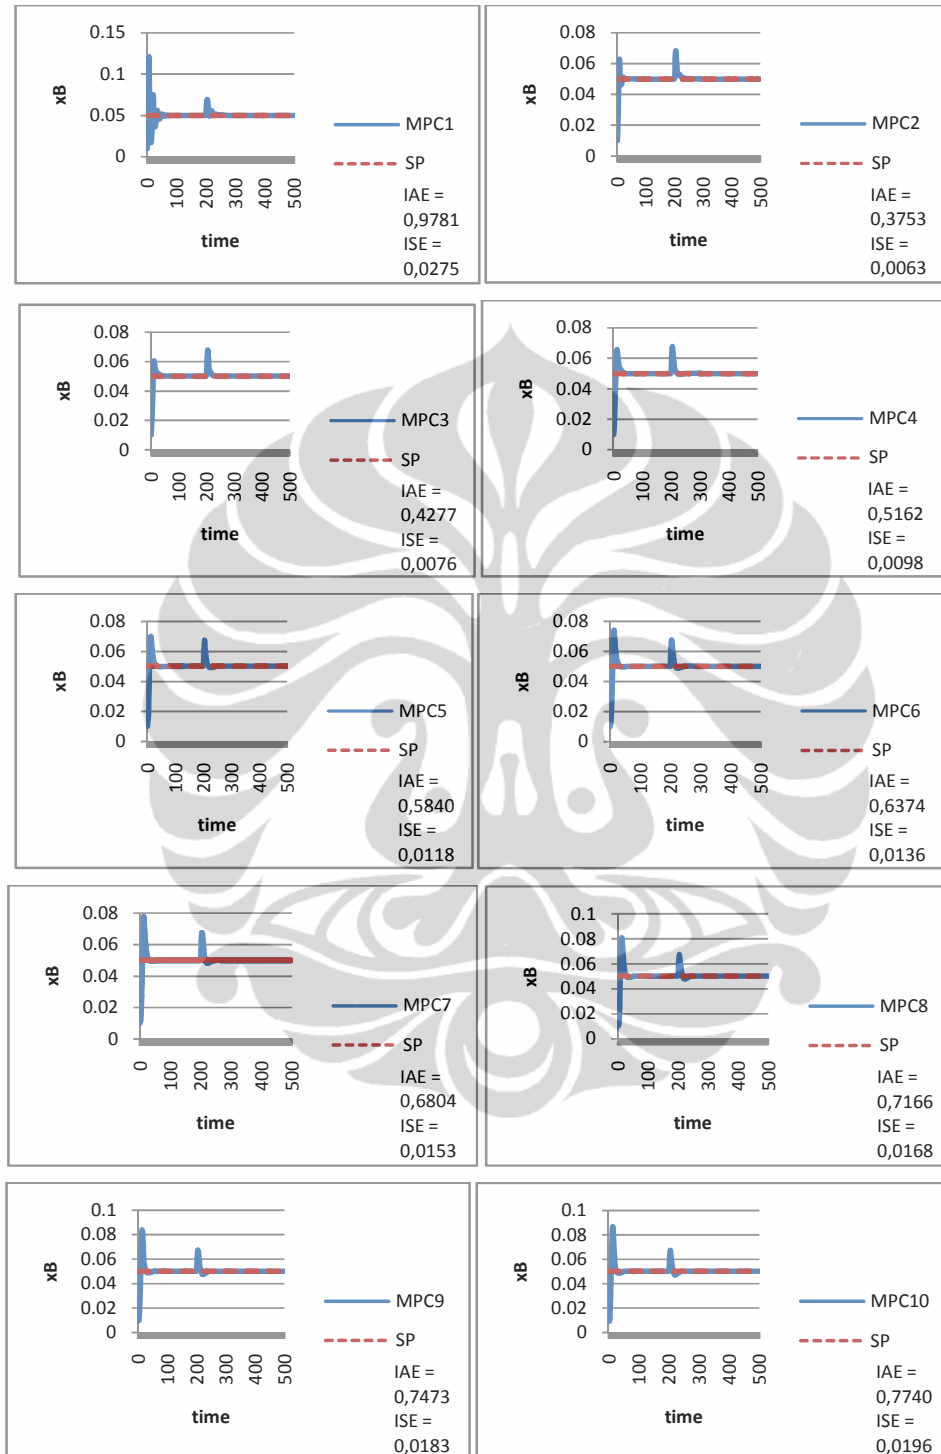 0.15
0.1
0.05
0
xB
0
100
200
300
400
500
time
MPC1
SP
IAE =
0,9781
ISE =
0,0275
0.08
0.06
0.04
0.02
0
xB
0
100
200
300
400
500
time
MPC2
SP
IAE =
0,3753
ISE =
0,0063
0.08
0.06
0.04
0.02
0
xB
0
100
200
300
400
500
time
MPC3
SP
IAE =
0,4277
ISE =
0,0076
0.08
0.06
0.04
0.02
0
xB
0
100
200
300
400
500
time
MPC4
SP
IAE =
0,5162
ISE =
0,0098
0.08
0.06
0.04
0.02
0
xB
0
100
200
300
400
500
time
MPC5
SP
IAE =
0,5840
ISE =
0,0118
0.08
0.06
0.04
0.02
0
xB
0
100
200
300
400
500
time
MPC6
SP
IAE =
0,6374
ISE =
0,0136
0.08
0.06
0.04
0.02
0
xB
0
100
200
300
400
500
time
MPC7
SP
IAE =
0,6804
ISE =
0,0153
0.1
0.08
0.06
0.04
0.02
0
xB
0
100
200
300
400
500
time
MPC8
SP
IAE =
0,7166
ISE =
0,0168
0.1
0.08
0.06
0.04
0.02
0
xB
0
100
200
300
400
500
time
MPC9
SP
IAE =
0,7473
ISE =
0,0183
0.1
0.08
0.06
0.04
0.02
0
xB
0
100
200
300
400
500
time
MPC10
SP
IAE =
0,7740
ISE =
0,0196